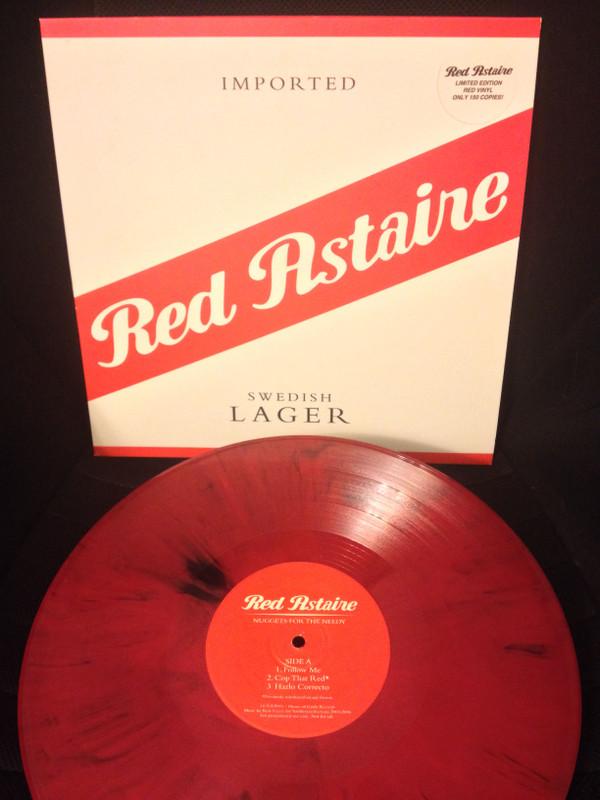 IMPORTED
Red Astaire
LIMITED EDITION
RED VINYL
ONLY 150 COPIES!
Red Astaire
SWEDISH
LAGER
Red Astaire
NUGGETS FOR THE NEEDY
SIDE A
1. Follow Me
2. Cop That Red*
3 Hazlo Correcto